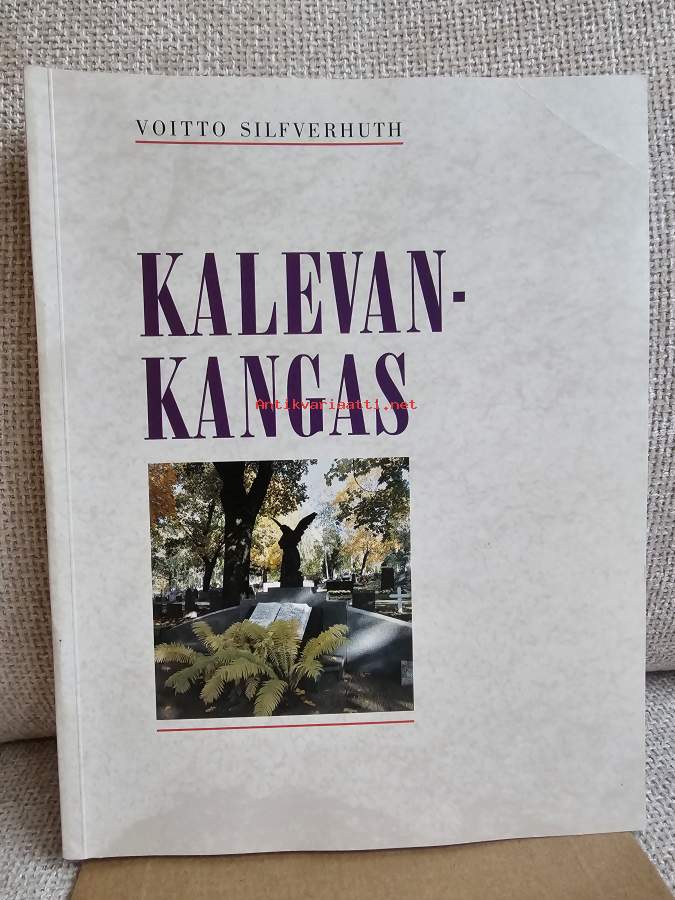 VOITTO SILFVERHUTH
KALEVAN-
KANGAS
Antikvariaatti.net